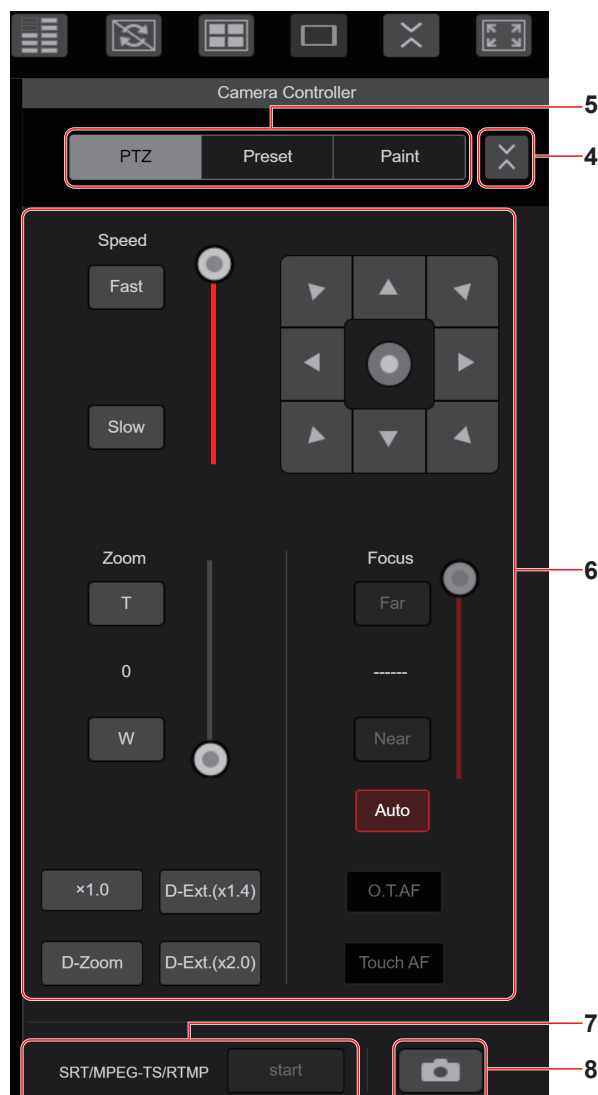 Camera Controller
5
PTZ Preset Paint
4
Speed
Fast
Slow
Zoom Focus
6
T Far
0 ------
W Near
Auto
×1.0 D-Ext.(x1.4) O.T.AF
D-Zoom D-Ext.(x2.0) Touch AF
7
SRT/MPEG-TS/RTMP start
8